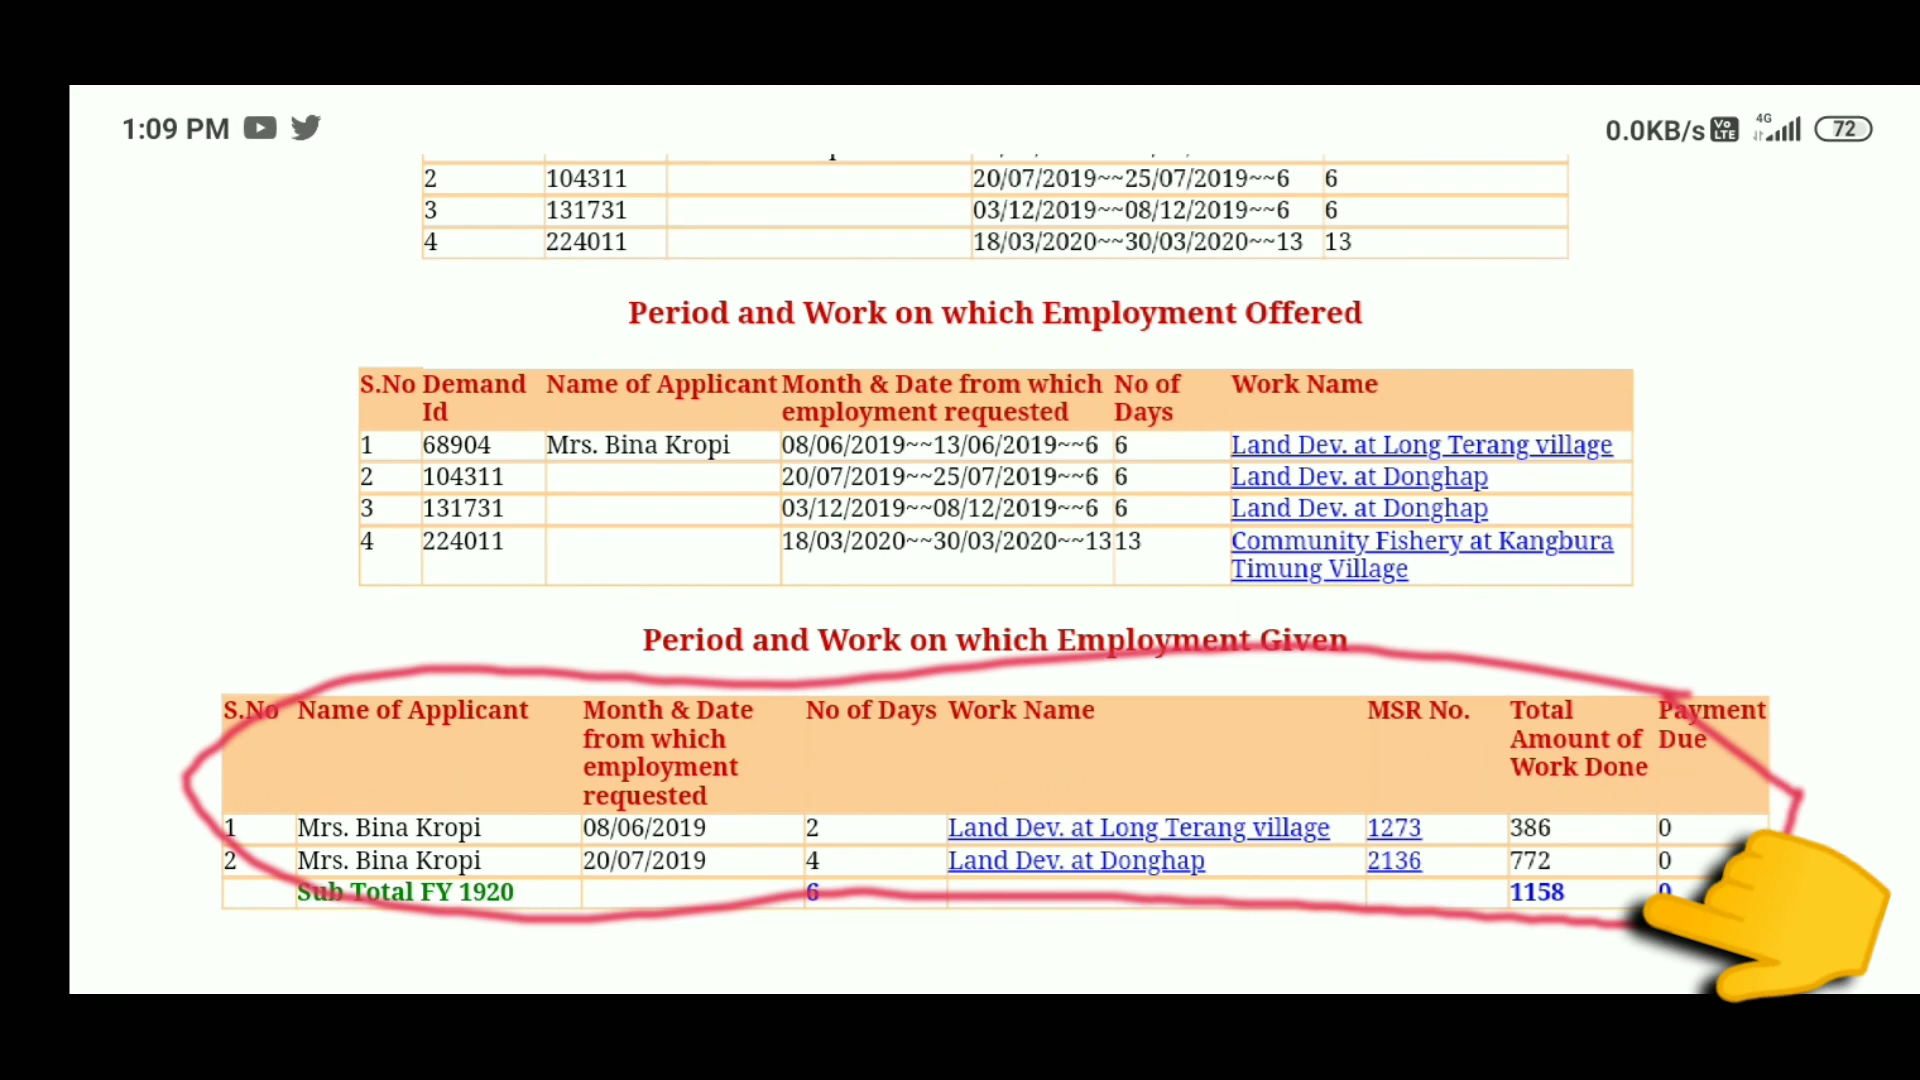 1:09 PM 0.0KB/s Vo LTE 4G 72
2 104311 20/07/2019~~25/07/2019~~6 6
3 131731 03/12/2019~~08/12/2019~~6 6
4 224011 18/03/2020~~30/03/2020~~13 13
Period and Work on which Employment Offered
S.No Demand Id Name of Applicant Month & Date from which employment requested No of Days Work Name
1 68904 Mrs. Bina Kropi 08/06/2019~~13/06/2019~~6 6 Land Dev. at Long Terang village
2 104311 20/07/2019~~25/07/2019~~6 6 Land Dev. at Donghap
3 131731 03/12/2019~~08/12/2019~~6 6 Land Dev. at Donghap
4 224011 18/03/2020~~30/03/2020~~13 13 Community Fishery at Kangbura
Timung Village
Period and Work on which Employment Given
S.No Name of Applicant Month & Date from which employment requested No of Days Work Name MSR No. Total Amount of Work Done Payment Due
1 Mrs. Bina Kropi 08/06/2019 2 Land Dev. at Long Terang village 1273 386 0
2 Mrs. Bina Kropi 20/07/2019 4 Land Dev. at Donghap 2136 772 0
Sub Total FY 1920 6 1158 0